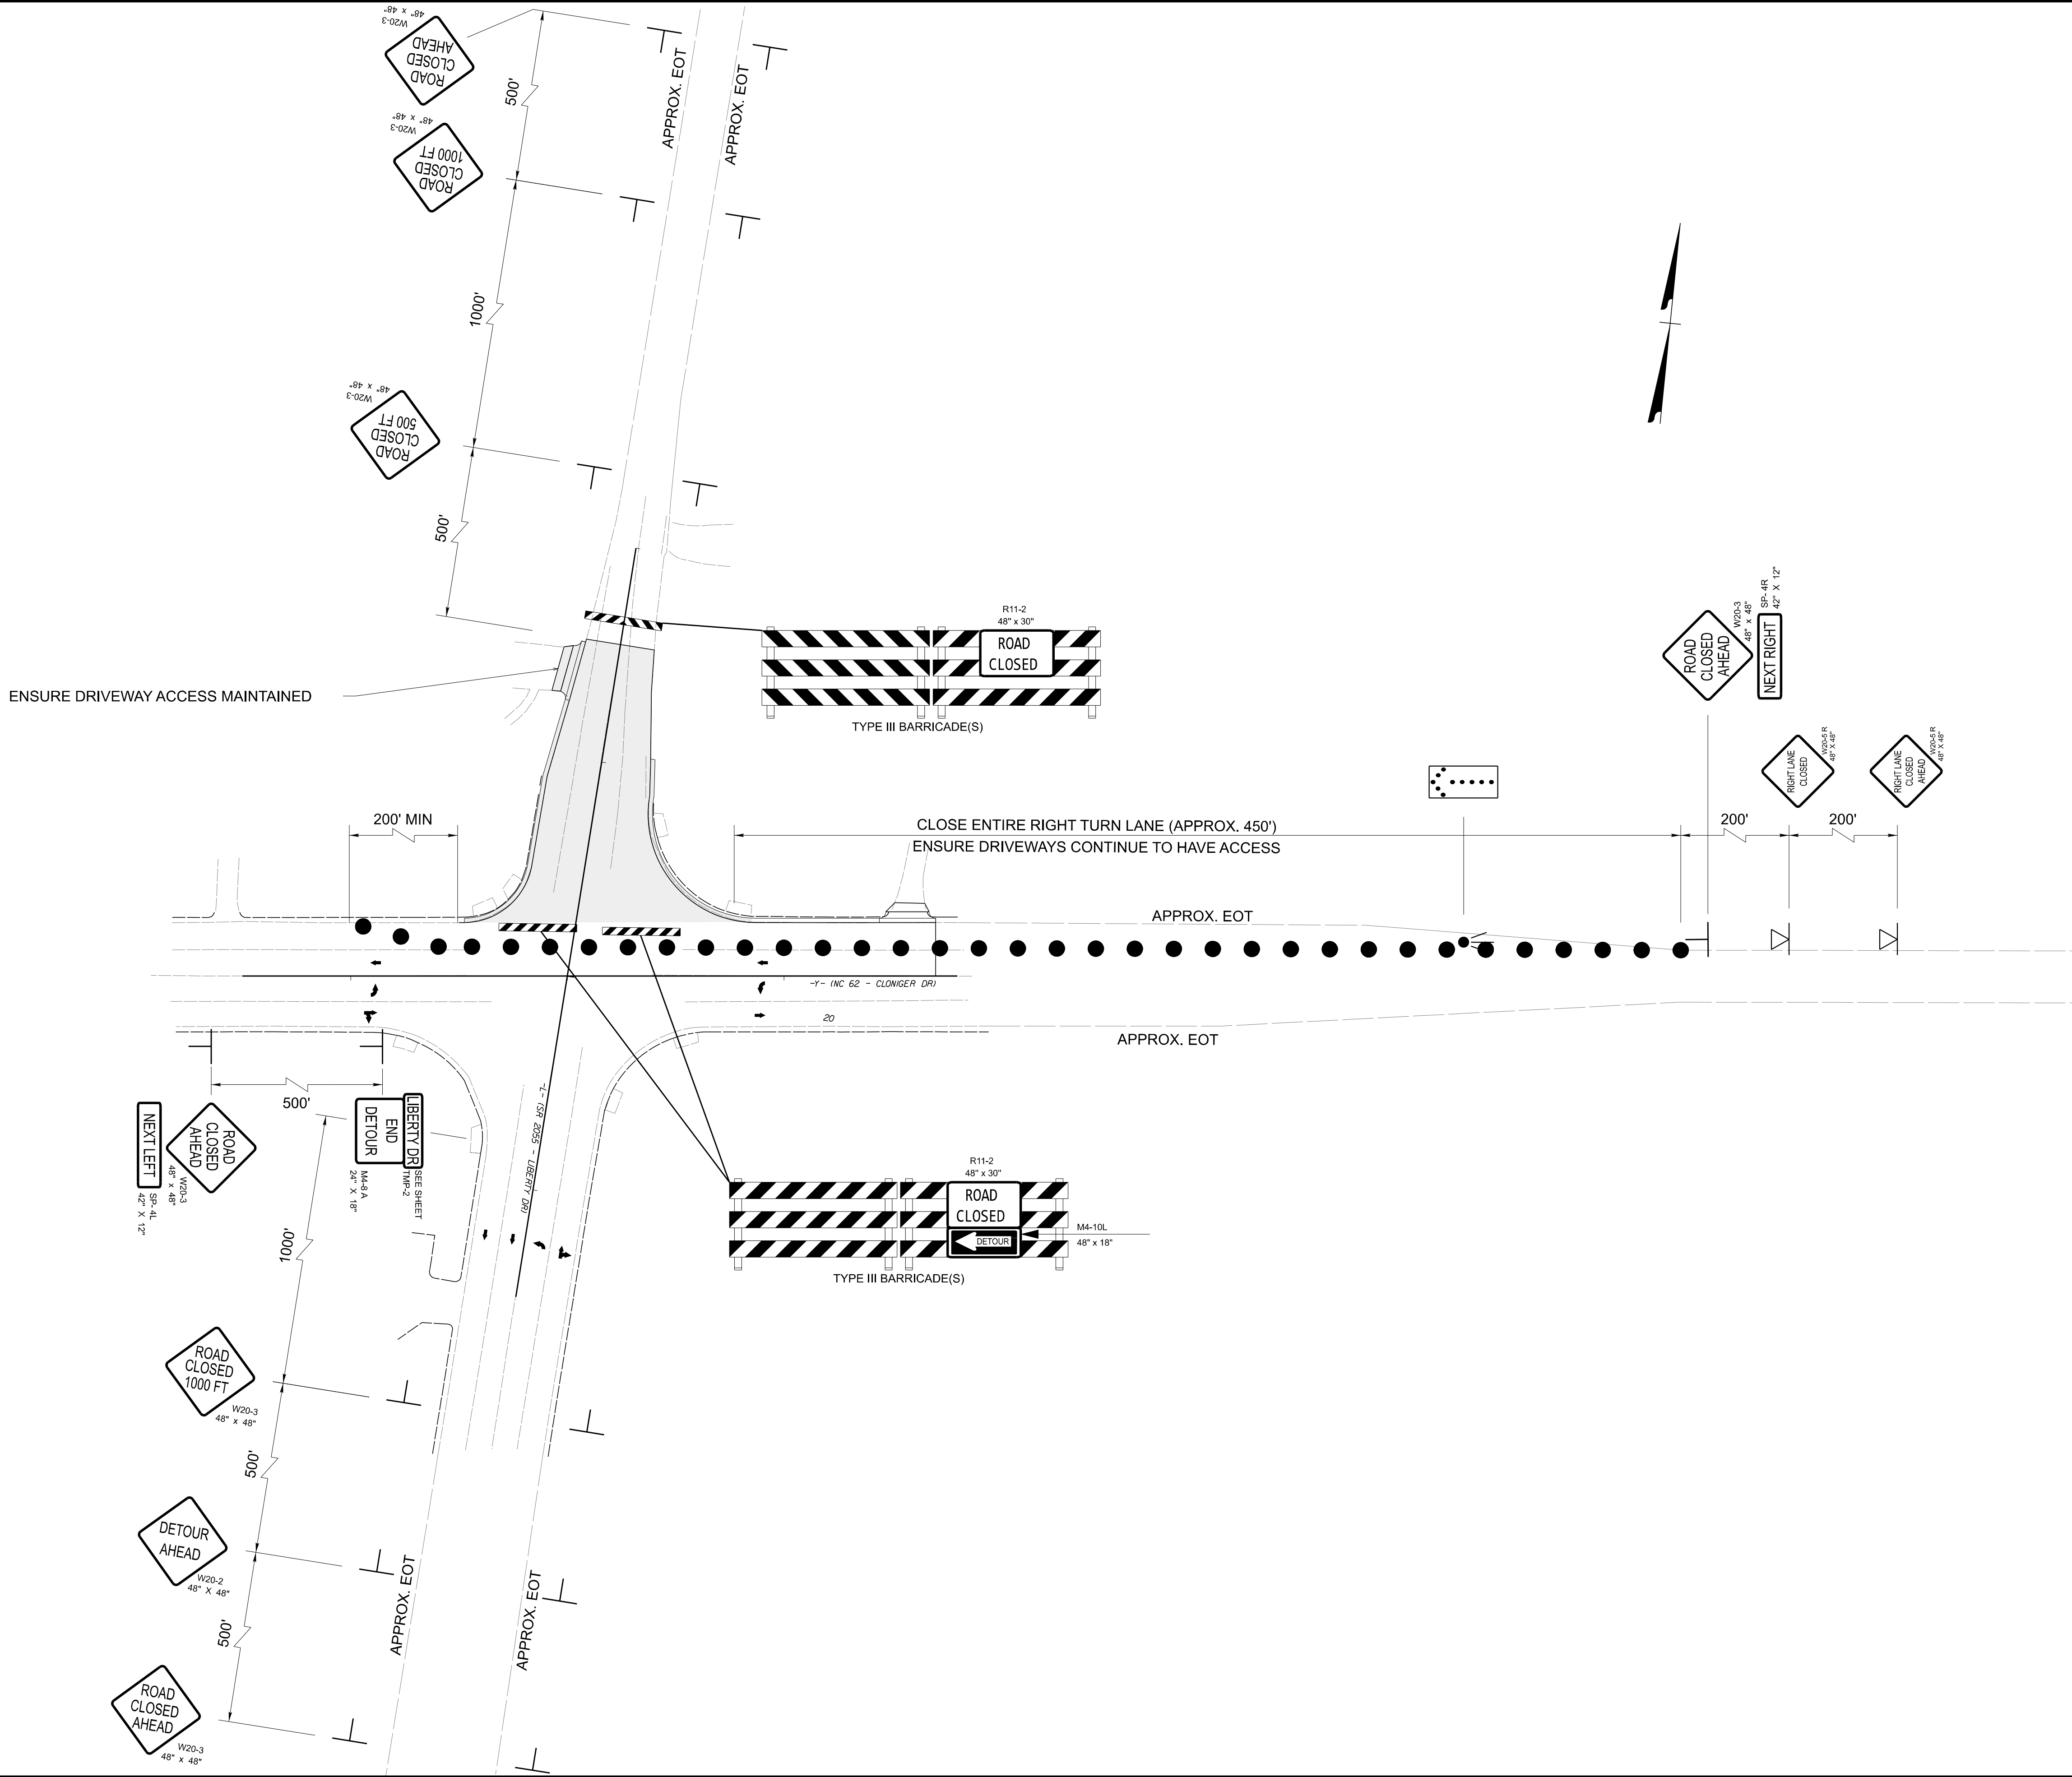 W20-3
48" x 48"
ROAD
CLOSED
AHEAD
500'
APPROX. EOT
APPROX. EOT
W20-3
48" x 48"
ROAD
CLOSED
1000 FT
1000'
W20-3
48" x 48"
ROAD
CLOSED
500 FT
500'
R11-2
48" x 30"
ROAD
CLOSED
TYPE III BARRICADE(S)
ENSURE DRIVEWAY ACCESS MAINTAINED
ROAD
CLOSED
AHEAD
W20-3
48" x 48"
NEXT RIGHT
SP- 4R
42" X 12"
RIGHT LANE
CLOSED
W20-5 R
48" X 48"
RIGHT LANE
CLOSED
AHEAD
W20-5 R
48" X 48"
200' MIN
CLOSE ENTIRE RIGHT TURN LANE (APPROX. 450')
ENSURE DRIVEWAYS CONTINUE TO HAVE ACCESS
200'
200'
APPROX. EOT
-Y- (NC 62 - CLONIGER DR)
20
APPROX. EOT
500'
NEXT LEFT
SP- 4L
42" X 12"
ROAD
CLOSED
AHEAD
W20-3
48" x 48"
LIBERTY DR
END
DETOUR
SEE SHEET
TMP-2
M4-8 A
24" X 18"
-L- (SR 2055 - LIBERTY DR)
1000'
R11-2
48" x 30"
ROAD
CLOSED
DETOUR
M4-10L
48" x 18"
TYPE III BARRICADE(S)
ROAD
CLOSED
1000 FT
W20-3
48" x 48"
500'
DETOUR
AHEAD
W20-2
48" X 48"
500'
APPROX. EOT
APPROX. EOT
ROAD
CLOSED
AHEAD
W20-3
48" x 48"